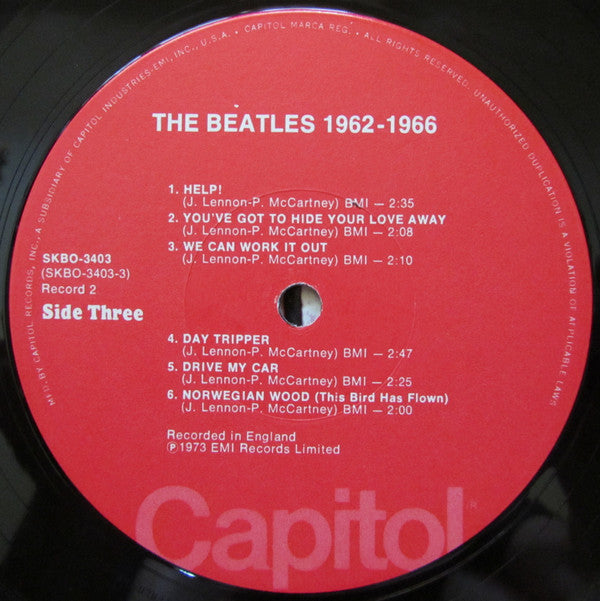 MFD. BY CAPITOL RECORDS, INC., A SUBSIDIARY OF CAPITOL INDUSTRIES-EMI, INC., U.S.A. • CAPITOL MARCA REG. • ALL RIGHTS RESERVED. UNAUTHORIZED DUPLICATION IS A VIOLATION OF APPLICABLE LAWS
THE BEATLES 1962-1966
1. HELP!
(J. Lennon-P. McCartney) BMI — 2:35
2. YOU'VE GOT TO HIDE YOUR LOVE AWAY
(J. Lennon-P. McCartney) BMI — 2:08
3. WE CAN WORK IT OUT
(J. Lennon-P. McCartney) BMI — 2:10
SKBO-3403
(SKBO-3403-3)
Record 2
Side Three
4. DAY TRIPPER
(J. Lennon-P. McCartney) BMI — 2:47
5. DRIVE MY CAR
(J. Lennon-P. McCartney) BMI — 2:25
6. NORWEGIAN WOOD (This Bird Has Flown)
(J. Lennon-P. McCartney) BMI — 2:00
Recorded in England
℗1973 EMI Records Limited
Capitol®